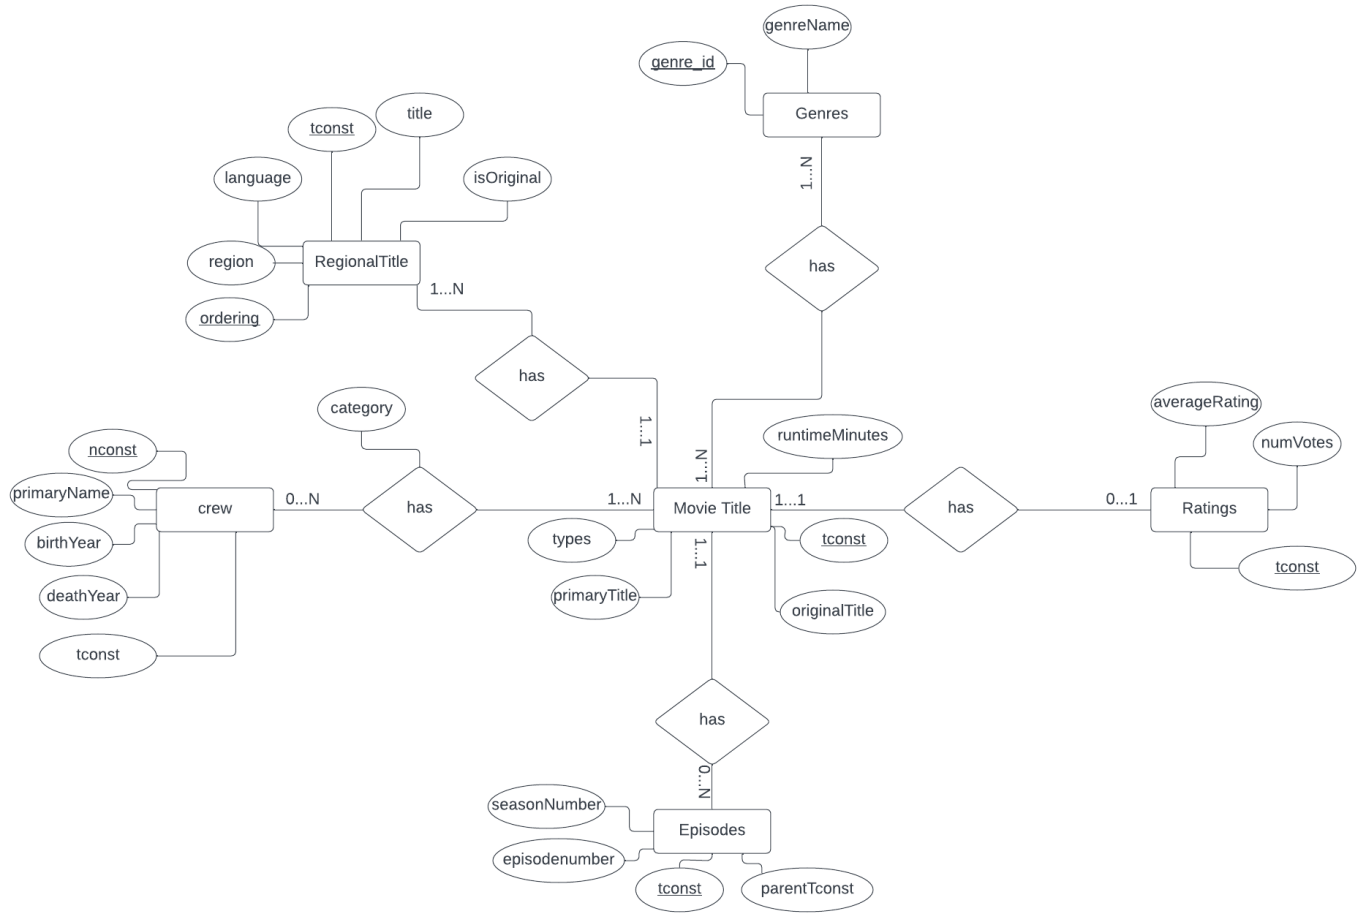 genreName
genre_id
Genres
1...N
has
title
tconst
language
isOriginal
region
RegionalTitle
ordering
1...N
has
1...1
1...N
category
runtimeMinutes
averageRating
numVotes
nconst
primaryName
crew
0...N
has
1...N
Movie Title
1...1
has
0...1
Ratings
birthYear
types
1...1
tconst
tconst
deathYear
primaryTitle
originalTitle
tconst
has
0...N
seasonNumber
Episodes
episodenumber
tconst
parentTconst